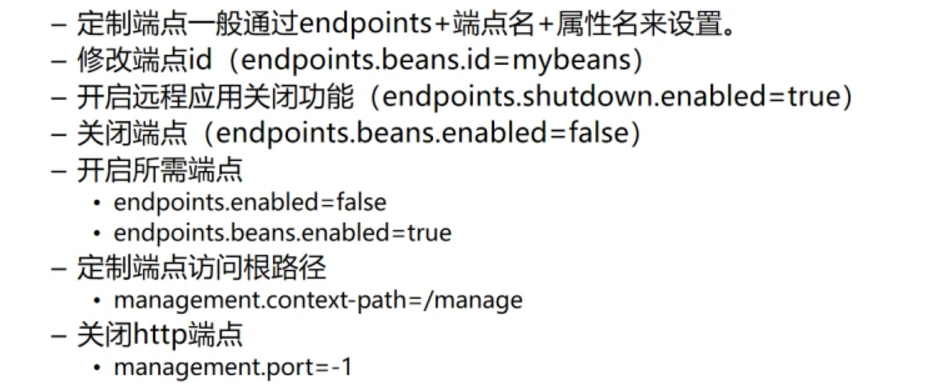 – 定制端点一般通过endpoints+端点名+属性名来设置。
– 修改端点id（endpoints.beans.id=mybeans）
– 开启远程应用关闭功能（endpoints.shutdown.enabled=true）
– 关闭端点（endpoints.beans.enabled=false）
– 开启所需端点
• endpoints.enabled=false
• endpoints.beans.enabled=true
– 定制端点访问根路径
• management.context-path=/manage
– 关闭http端点
• management.port=-1